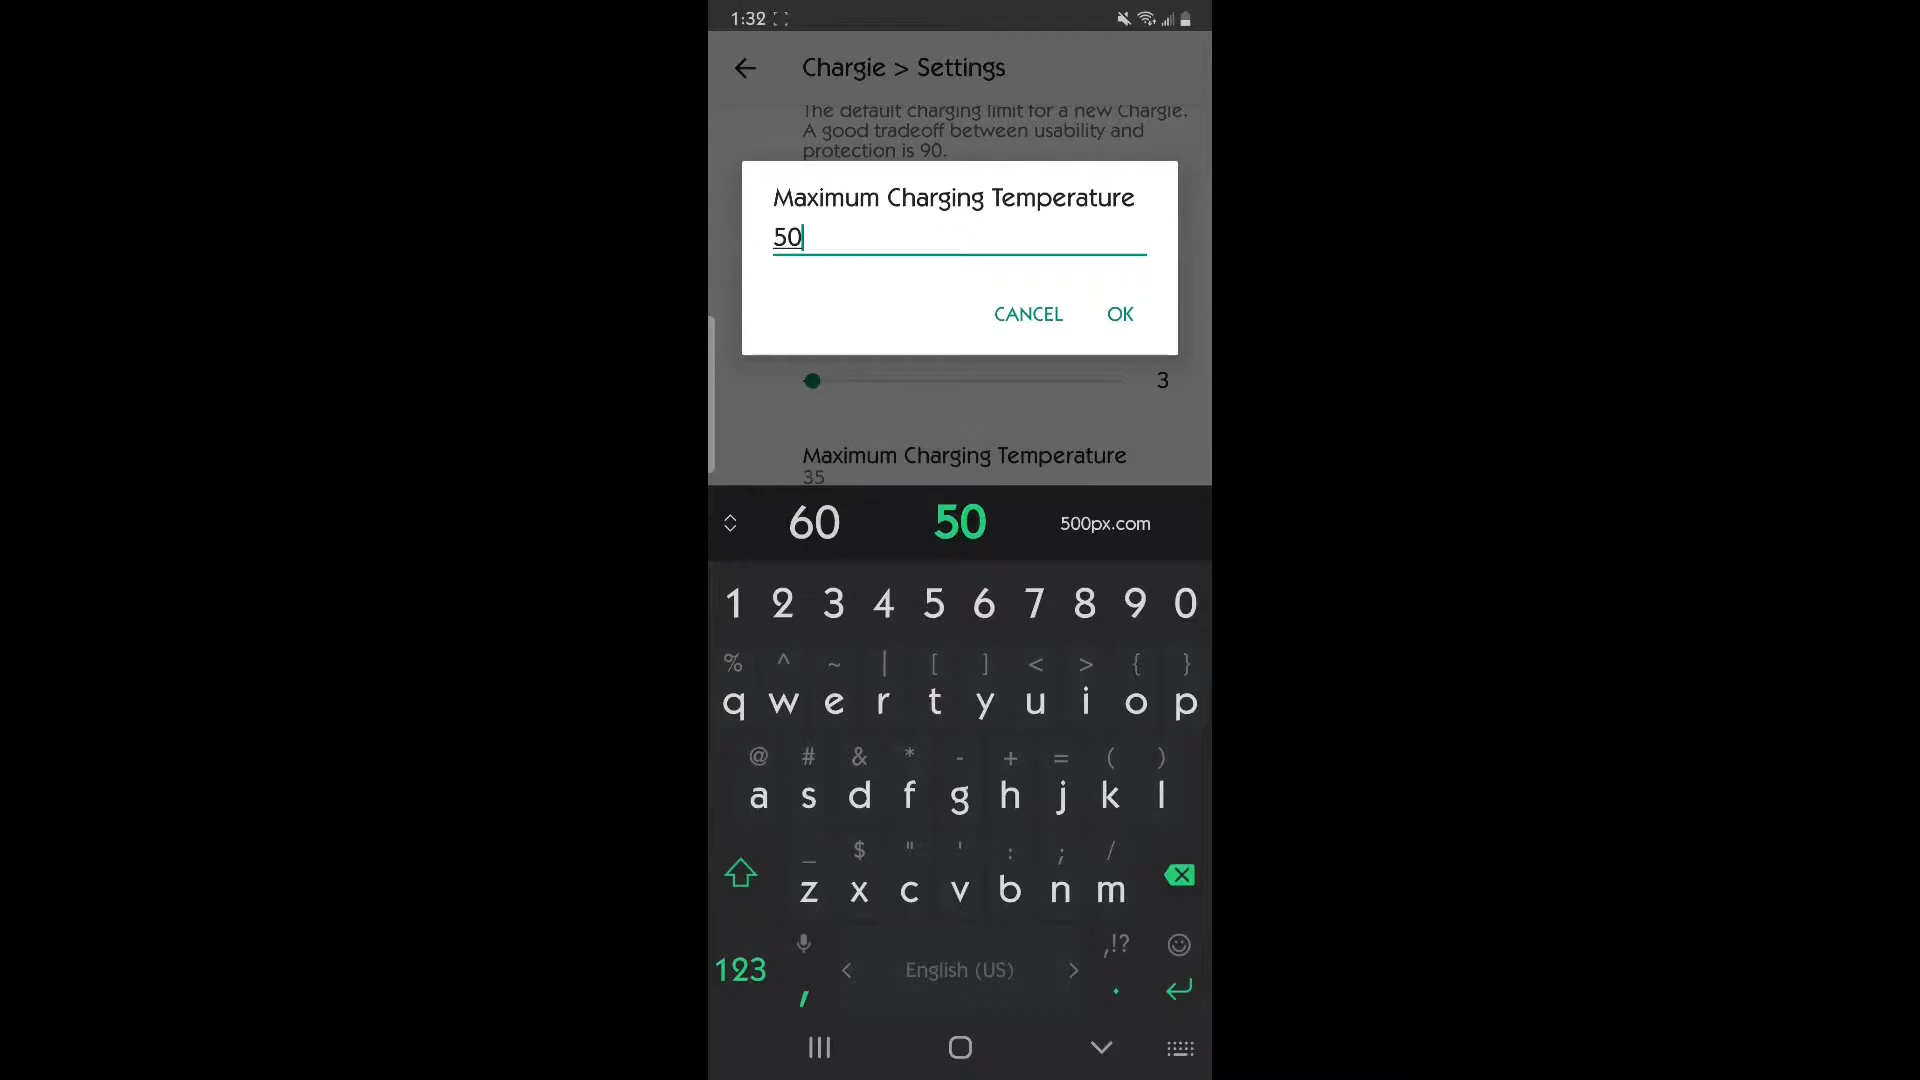 1:32
Chargie > Settings
The default charging limit for a new Chargie.
A good tradeoff between usability and
protection is 90.
Maximum Charging Temperature
50
CANCEL OK
3
Maximum Charging Temperature
35
60 50 500px.com
1 2 3 4 5 6 7 8 9 0
% ^ ~ | [ ] < > { }
q w e r t y u i o p
@ # & * - + = ( )
a s d f g h j k l
_ $ " ' : ; /
z x c v b n m
,!?
123 , < English (US) > .